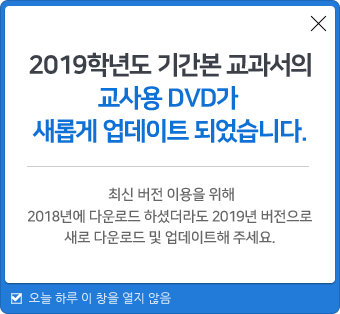 2019학년도 기간본 교과서의
교사용 DVD가
새롭게 업데이트 되었습니다.
최신 버전 이용을 위해
2018년에 다운로드 하셨더라도 2019년 버전으로
새로 다운로드 및 업데이트해 주세요.
오늘 하루 이 창을 열지 않음